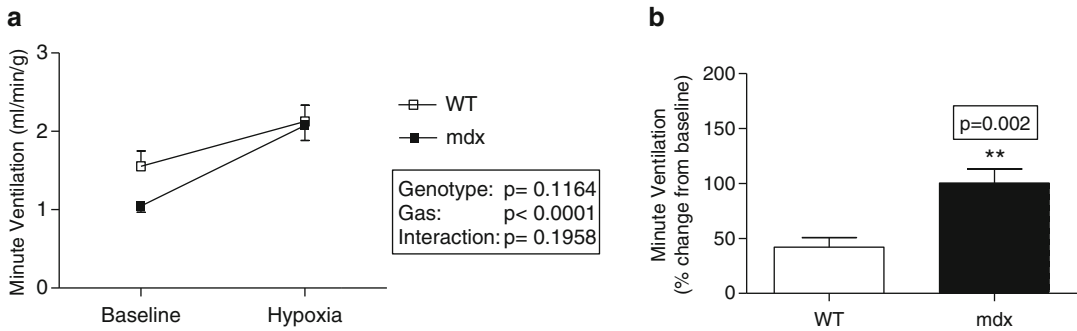 a
Minute Ventilation (ml/min/g)
3
2
1
0
Baseline
Hypoxia
WT
mdx
Genotype: p= 0.1164
Gas: p< 0.0001
Interaction: p= 0.1958
b
Minute Ventilation
(% change from baseline)
200
150
100
50
0
p=0.002
**
WT
mdx